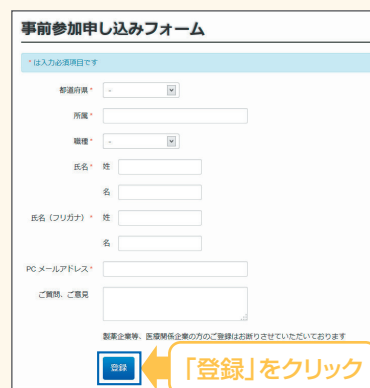 事前参加申し込みフォーム
* は入力必須項目です
都道府県 * -
所属 *
職種 * -
氏名 * 姓
名
氏名（フリガナ） * 姓
名
PC メールアドレス *
ご質問、ご意見
製薬企業等、医療関係企業の方のご登録はお断りさせていただいております
登録 「登録」をクリック